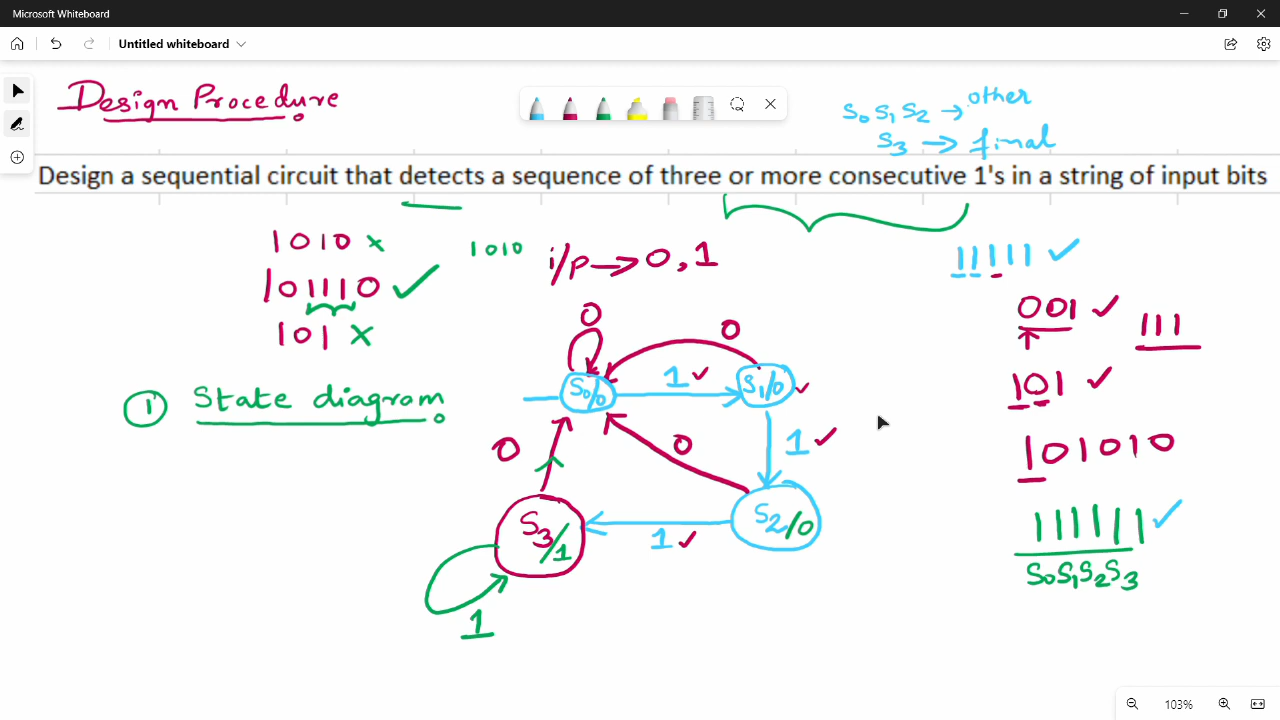 Microsoft Whiteboard
Untitled whiteboard
Design Procedure
S0 S1 S2 → other
S3 → final
Design a sequential circuit that detects a sequence of three or more consecutive 1's in a string of input bits
1010 ×
101110 ✓
101 ×
1010
i/p → 0, 1
11111 ✓
001 ✓
111
101 ✓
101010
111111 ✓
S0S1S2S3
① State diagram
0
0
S0/0
1 ✓
S1/0 ✓
0
0
1 ✓
S3/1
1 ✓
S2/0
1
103%